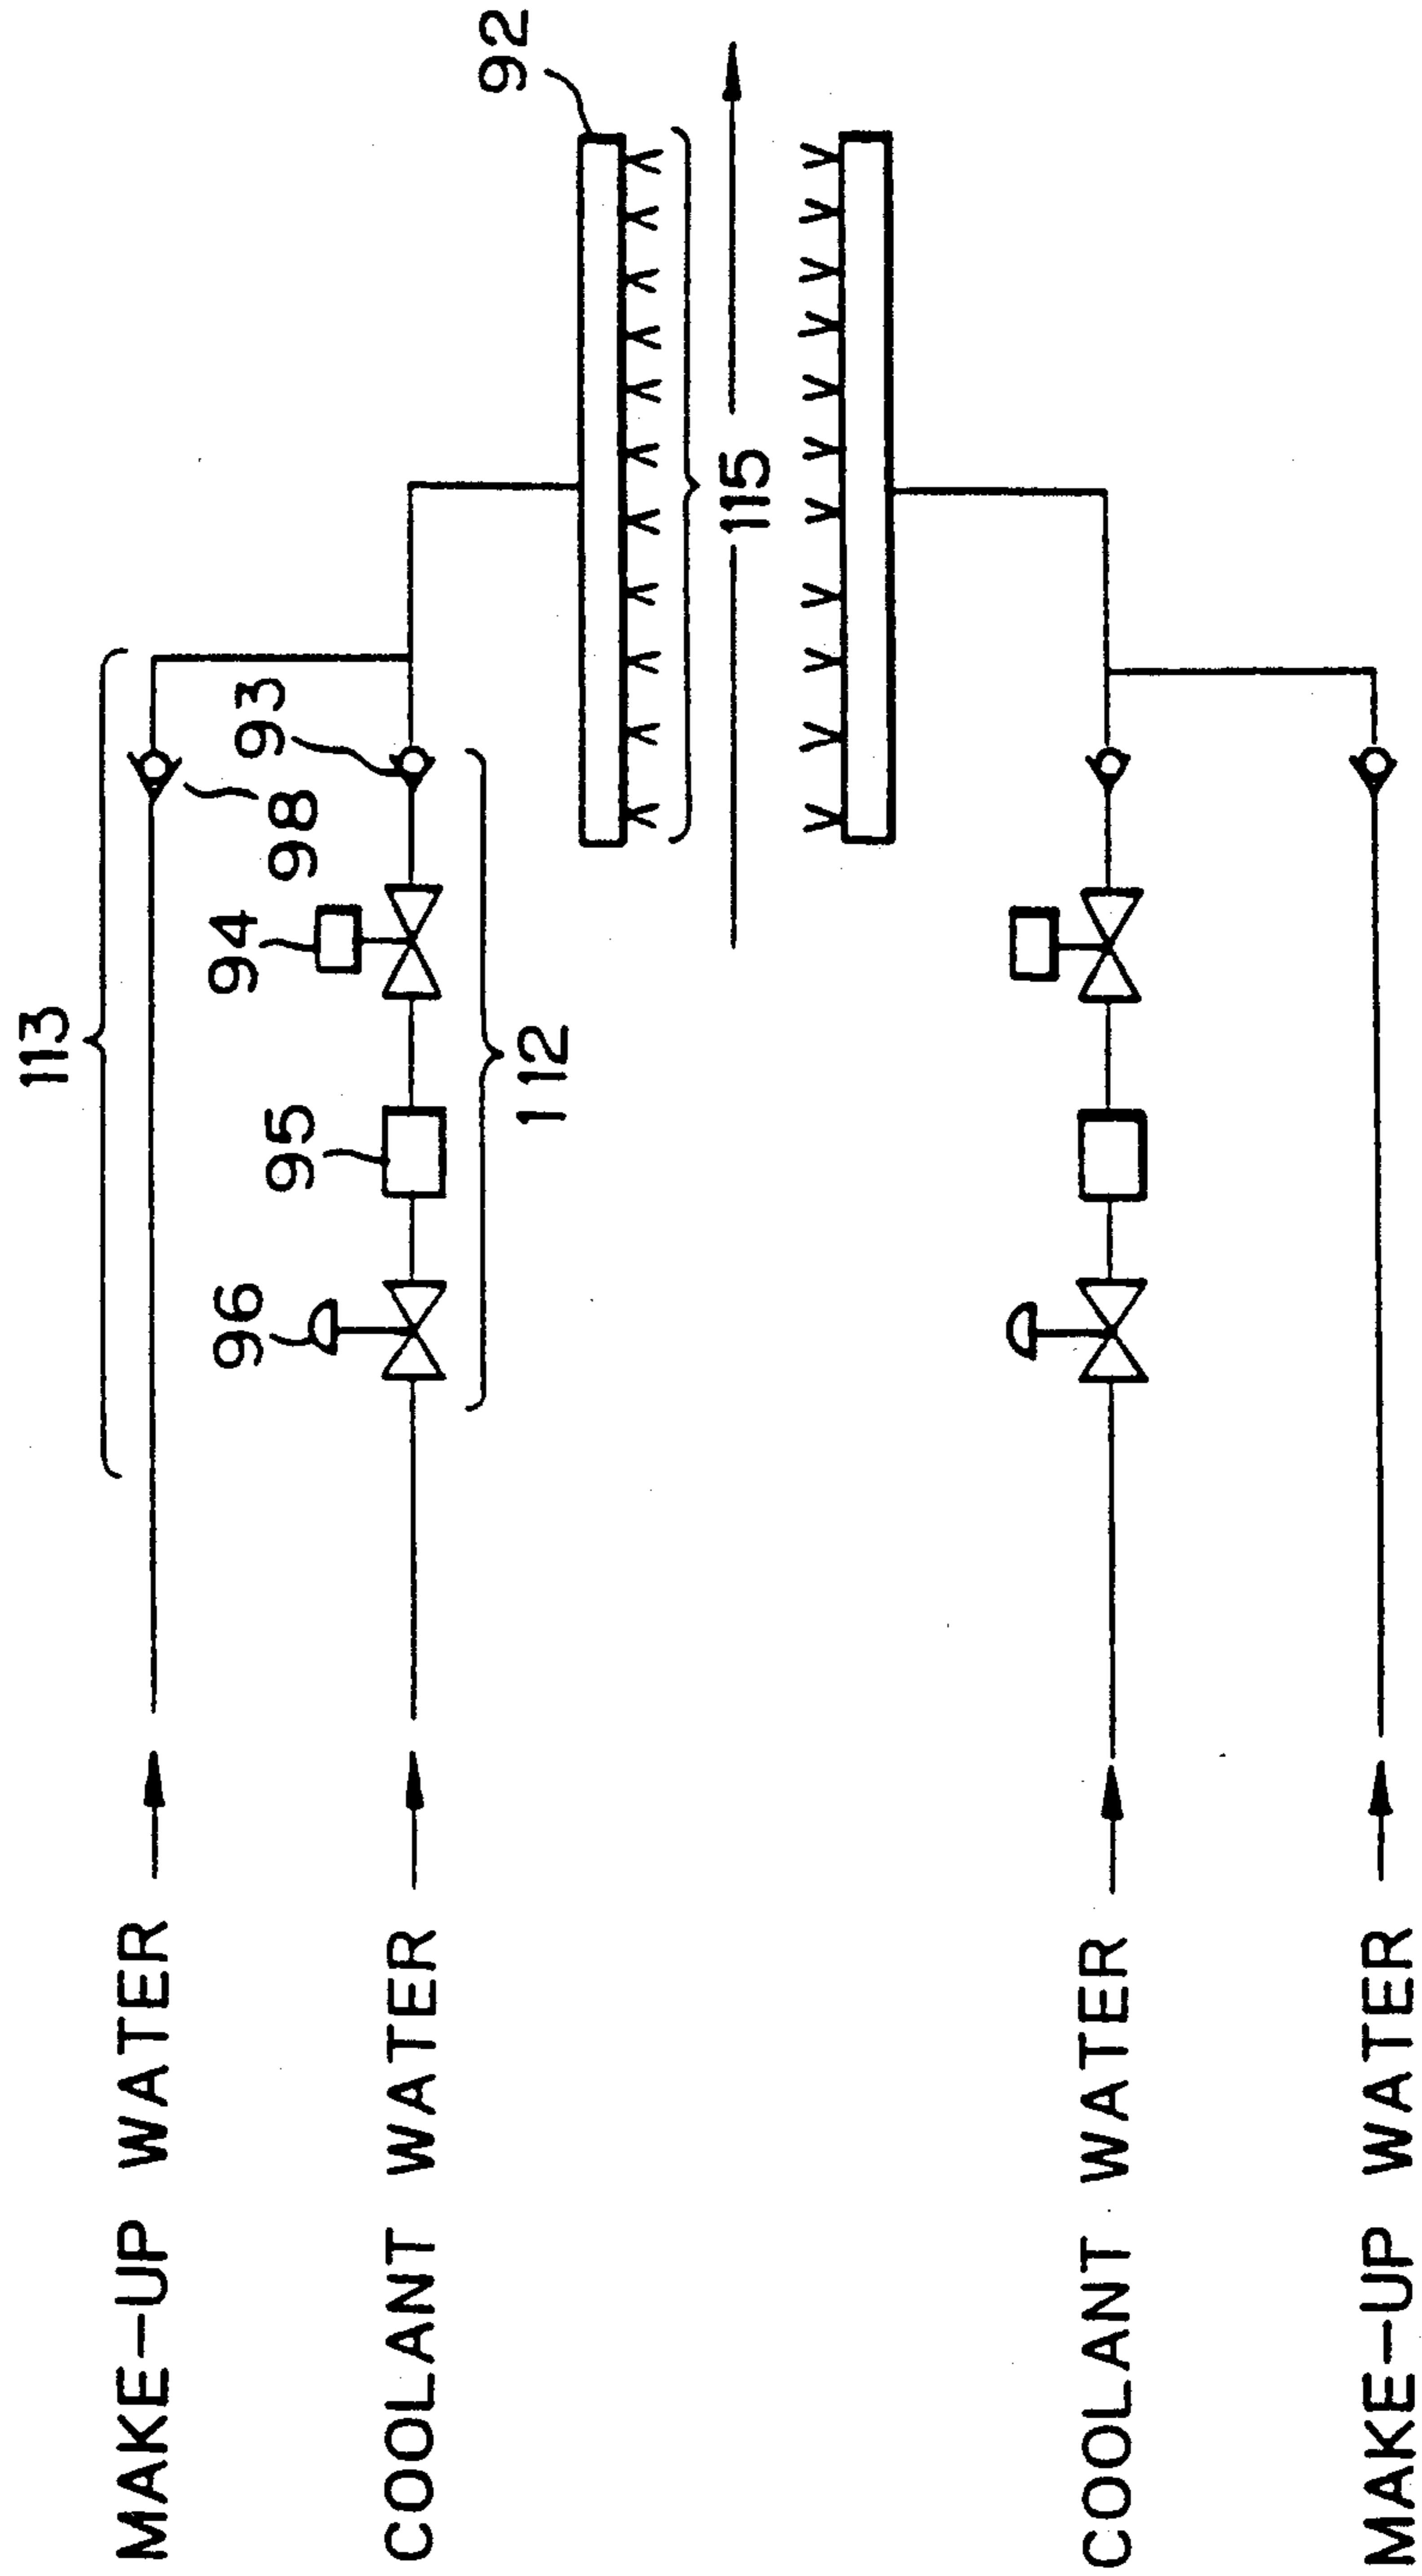 113
MAKE-UP WATER
98
93
94
95
96
112
COOLANT WATER
92
115
COOLANT WATER
MAKE-UP WATER